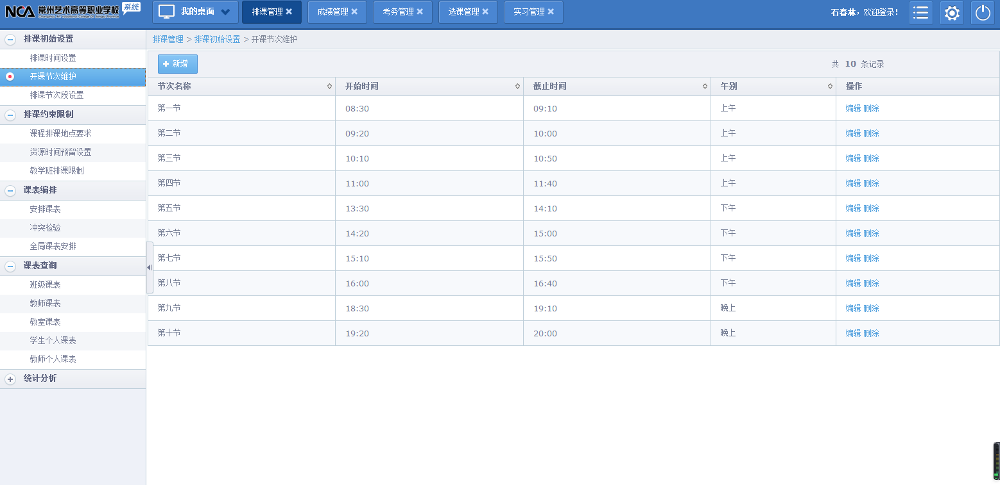 NCA 常州艺术高等职业学校 系统
我的桌面 排课管理 成绩管理 考务管理 选课管理 实习管理 石春林，欢迎登录!
排课初始设置
排课时间设置
开课节次维护
排课节次段设置
排课约束限制
课程排课地点要求
资源时间预留设置
教学班排课限制
课表编排
安排课表
冲突检验
全局课表安排
课表查询
班级课表
教师课表
教室课表
学生个人课表
教师个人课表
统计分析
排课管理 > 排课初始设置 > 开课节次维护
新增 共 10 条记录
节次名称 开始时间 截止时间 午别 操作
第一节 08:30 09:10 上午 编辑 删除
第二节 09:20 10:00 上午 编辑 删除
第三节 10:10 10:50 上午 编辑 删除
第四节 11:00 11:40 上午 编辑 删除
第五节 13:30 14:10 下午 编辑 删除
第六节 14:20 15:00 下午 编辑 删除
第七节 15:10 15:50 下午 编辑 删除
第八节 16:00 16:40 下午 编辑 删除
第九节 18:30 19:10 晚上 编辑 删除
第十节 19:20 20:00 晚上 编辑 删除